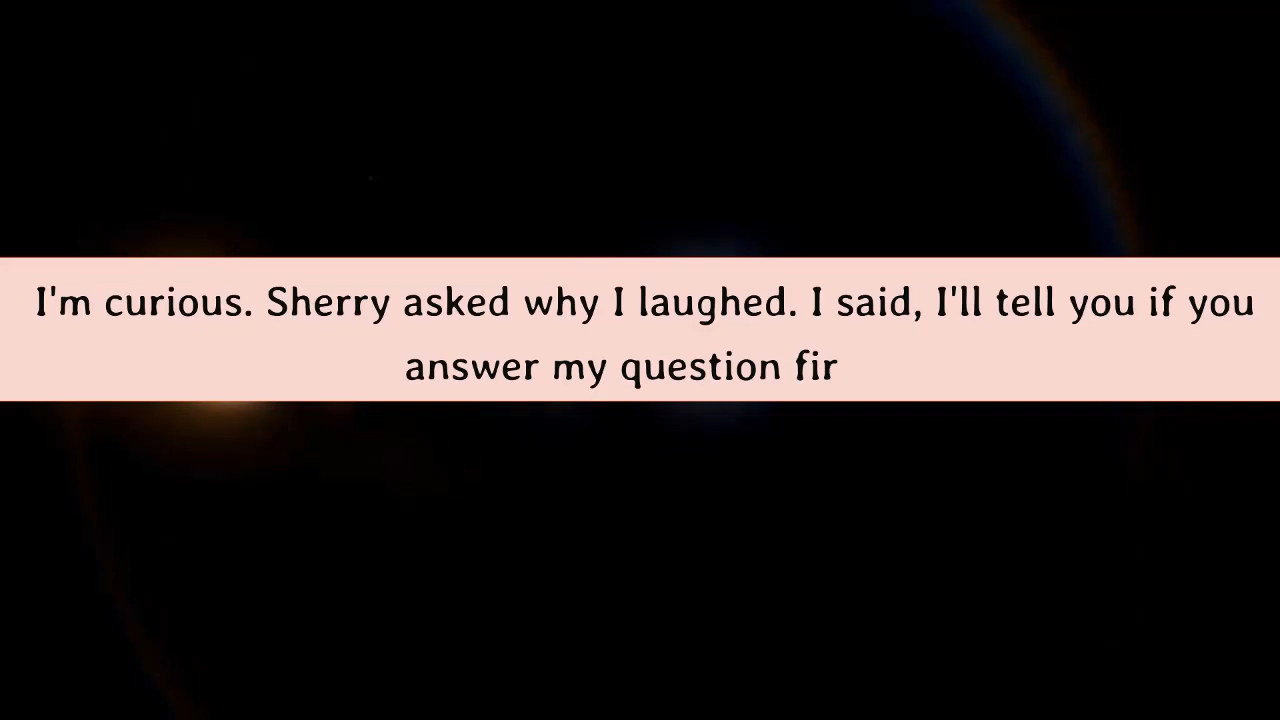 I'm curious. Sherry asked why I laughed. I said, I'll tell you if you
answer my question fir